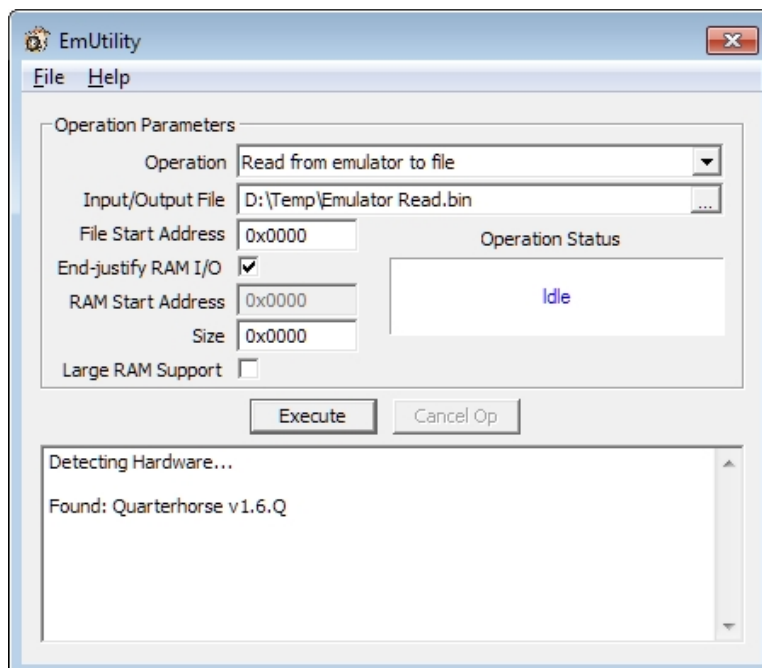 EmUtility
File Help
Operation Parameters
Operation Read from emulator to file
Input/Output File D:\Temp\Emulator Read.bin ...
File Start Address 0x0000
Operation Status
End-justify RAM I/O
Idle
RAM Start Address 0x0000
Size 0x0000
Large RAM Support
Execute Cancel Op
Detecting Hardware...
Found: Quarterhorse v1.6.Q